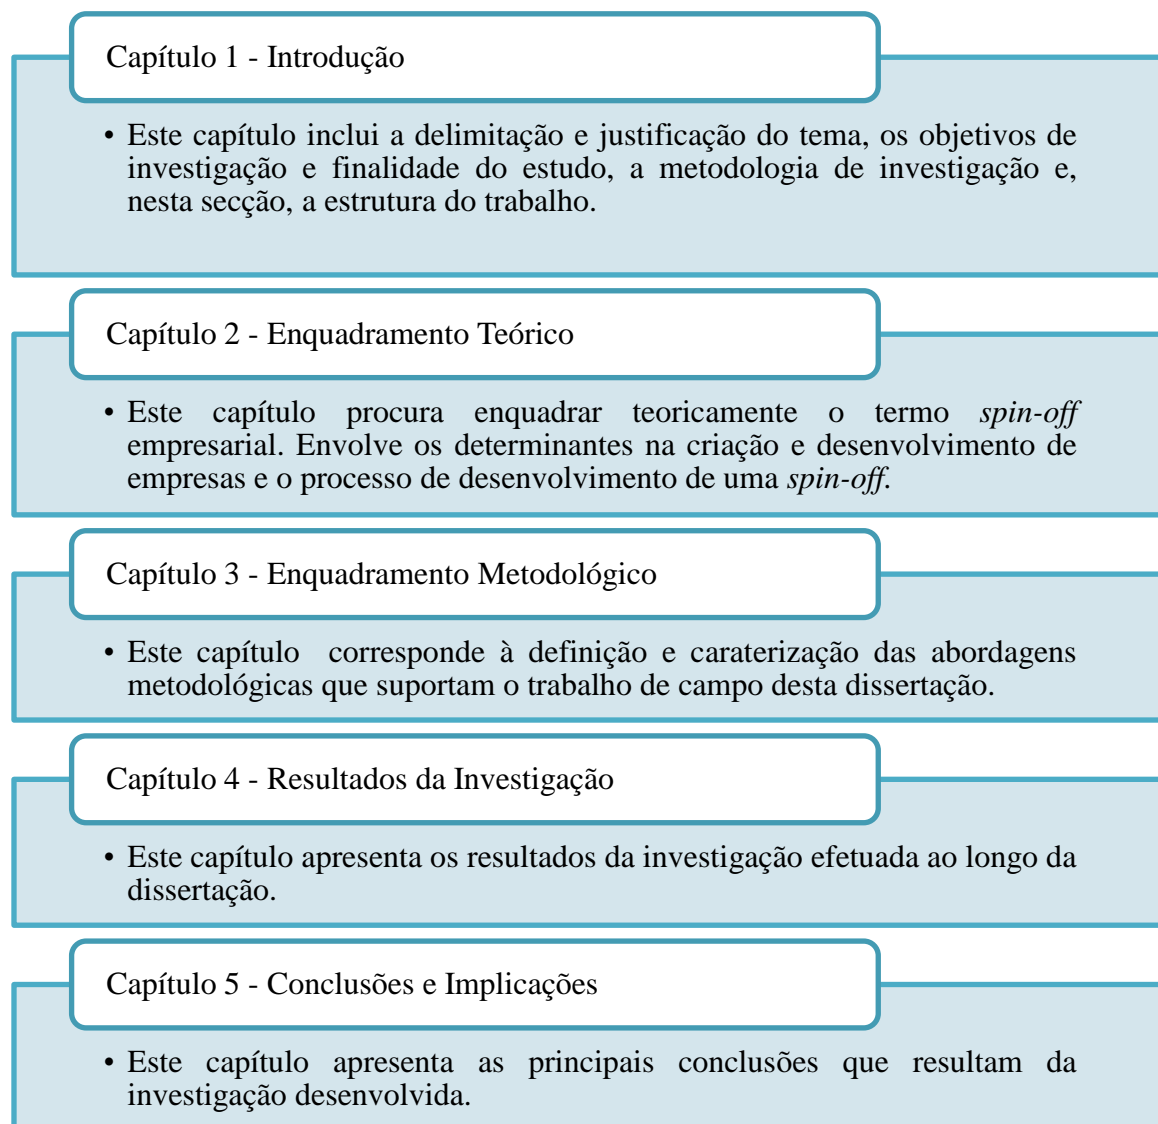 Capítulo 1 - Introdução
• Este capítulo inclui a delimitação e justificação do tema, os objetivos de
investigação e finalidade do estudo, a metodologia de investigação e,
nesta secção, a estrutura do trabalho.
Capítulo 2 - Enquadramento Teórico
• Este capítulo procura enquadrar teoricamente o termo spin-off
empresarial. Envolve os determinantes na criação e desenvolvimento de
empresas e o processo de desenvolvimento de uma spin-off.
Capítulo 3 - Enquadramento Metodológico
• Este capítulo corresponde à definição e caraterização das abordagens
metodológicas que suportam o trabalho de campo desta dissertação.
Capítulo 4 - Resultados da Investigação
• Este capítulo apresenta os resultados da investigação efetuada ao longo da
dissertação.
Capítulo 5 - Conclusões e Implicações
• Este capítulo apresenta as principais conclusões que resultam da
investigação desenvolvida.